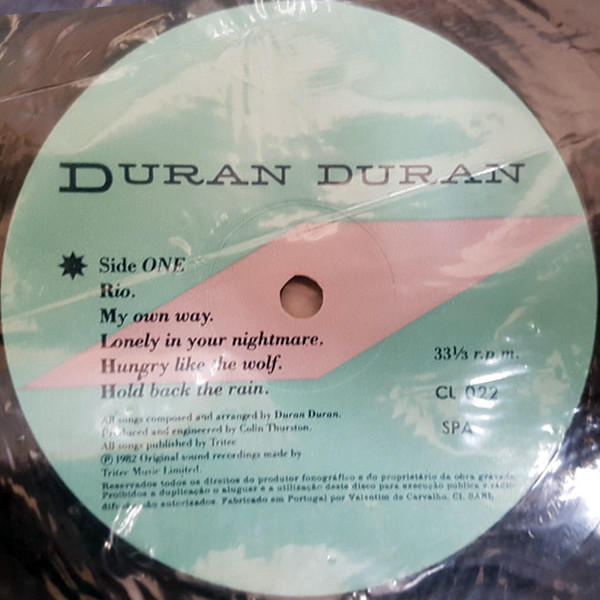 DURAN DURAN
Side ONE
Rio.
My own way.
Lonely in your nightmare.
Hungry like the wolf.
Hold back the rain.
33⅓ r.p.m.
CL 022
SPA
All songs composed and arranged by Duran Duran.
Produced and engineered by Colin Thurston.
All songs published by Tritec
Ⓟ 1982 Original sound recordings made by
Tritec Music Limited.
Reservados todos os direitos do produtor fonográfico e do proprietário da obra gravada.
Proibidos a duplicação o aluguer e a utilização deste disco para execução pública e
não autorizados. Fabricado em Portugal por Valentim de Carvalho, CI, SARL